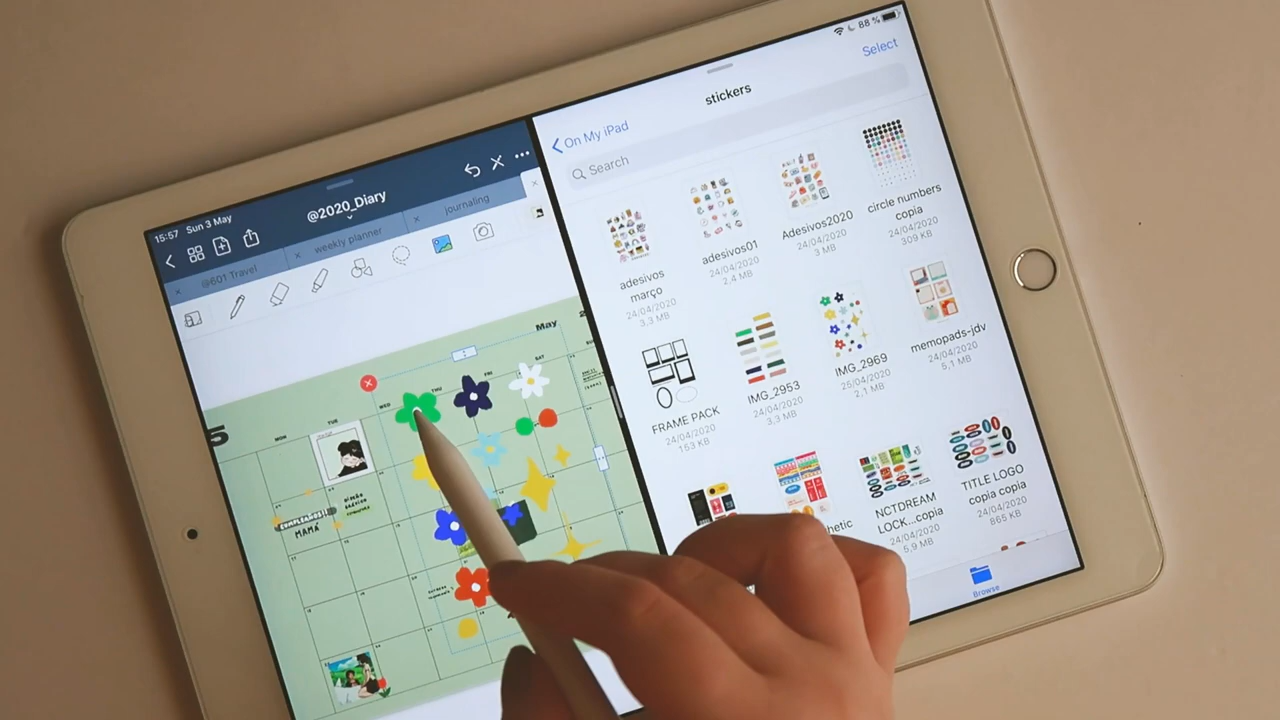 15:57 Sun 3 May
88 %
@2020_Diary
@601 Travel
weekly planner
journaling
May
MON
TUE
WED
THU
FRI
SAT
5
CUMPLEAÑOS
MAMÁ
Select
stickers
On My iPad
Search
adesivos
março
24/04/2020
3,3 MB
adesivos01
24/04/2020
2,4 MB
Adesivos2020
24/04/2020
3 MB
circle numbers
copia
24/04/2020
309 KB
FRAME PACK
24/04/2020
153 KB
IMG_2953
24/04/2020
3,3 MB
IMG_2969
25/04/2020
2,1 MB
memopads-jdv
24/04/2020
5,1 MB
NCTDREAM
LOCK...copia
24/04/2020
5,9 MB
TITLE LOGO
copia copia
24/04/2020
865 KB
Browse